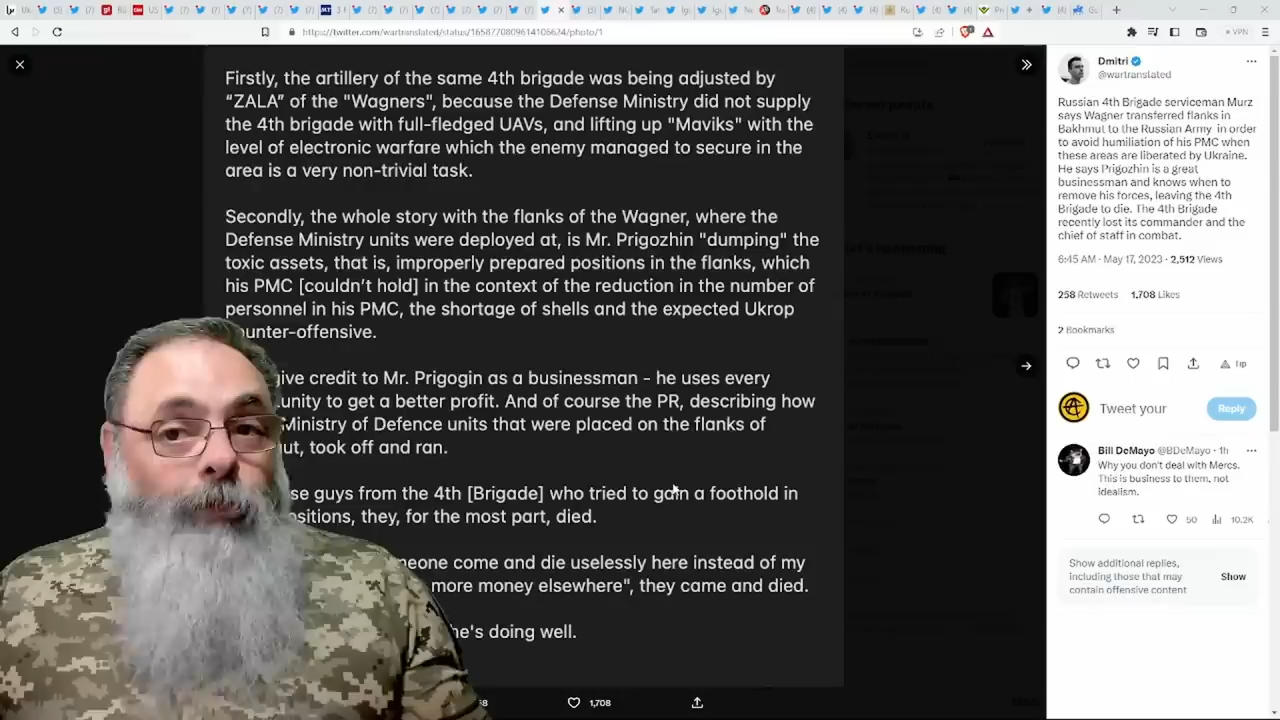 https://twitter.com/wartranslated/status/1658770809614106624/photo/1
VPN
Firstly, the artillery of the same 4th brigade was being adjusted by
“ZALA” of the "Wagners", because the Defense Ministry did not supply
the 4th brigade with full-fledged UAVs, and lifting up "Maviks" with the
level of electronic warfare which the enemy managed to secure in the
area is a very non-trivial task.
Secondly, the whole story with the flanks of the Wagner, where the
Defense Ministry units were deployed at, is Mr. Prigozhin "dumping" the
toxic assets, that is, improperly prepared positions in the flanks, which
his PMC [couldn’t hold] in the context of the reduction in the number of
personnel in his PMC, the shortage of shells and the expected Ukrop
ounter-offensive.
ive credit to Mr. Prigogin as a businessman - he uses every
unity to get a better profit. And of course the PR, describing how
Ministry of Defence units that were placed on the flanks of
ut, took off and ran.
se guys from the 4th [Brigade] who tried to gain a foothold in
ositions, they, for the most part, died.
neone come and die uselessly here instead of my
more money elsewhere", they came and died.
he's doing well.
1,708
Dmitri
@wartranslated
Russian 4th Brigade serviceman Murz
says Wagner transferred flanks in
Bakhmut to the Russian Army in order
to avoid humiliation of his PMC when
these areas are liberated by Ukraine.
He says Prigozhin is a great
businessman and knows when to
remove his forces, leaving the 4th
Brigade to die. The 4th Brigade
recently lost its commander and the
chief of staff in combat.
6:45 AM · May 17, 2023 · 2,512 Views
258 Retweets 1,708 Likes
2 Bookmarks
Tip
Tweet your
Reply
Bill DeMayo @BDeMayo · 1h
Why you don't deal with Mercs.
This is business to them, not
idealism.
50 10.2K
Show additional replies,
including those that may
contain offensive content
Show